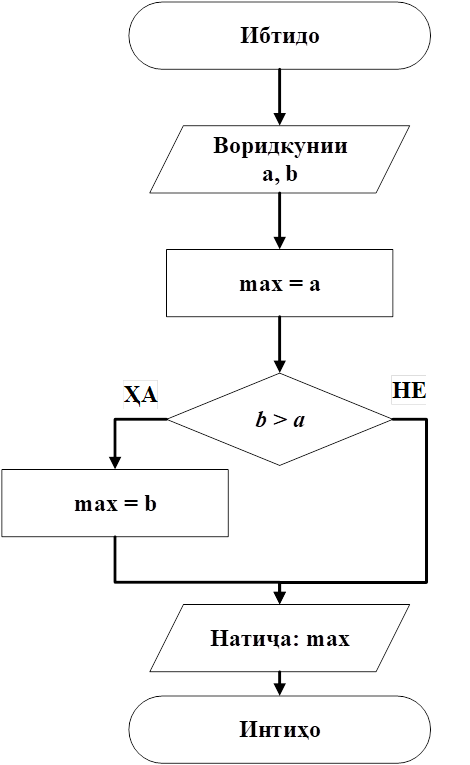 Ибтидо
Воридкунии
a, b
max = a
ҲА
НЕ
b > a
max = b
Натиҷа: max
Интиҳо